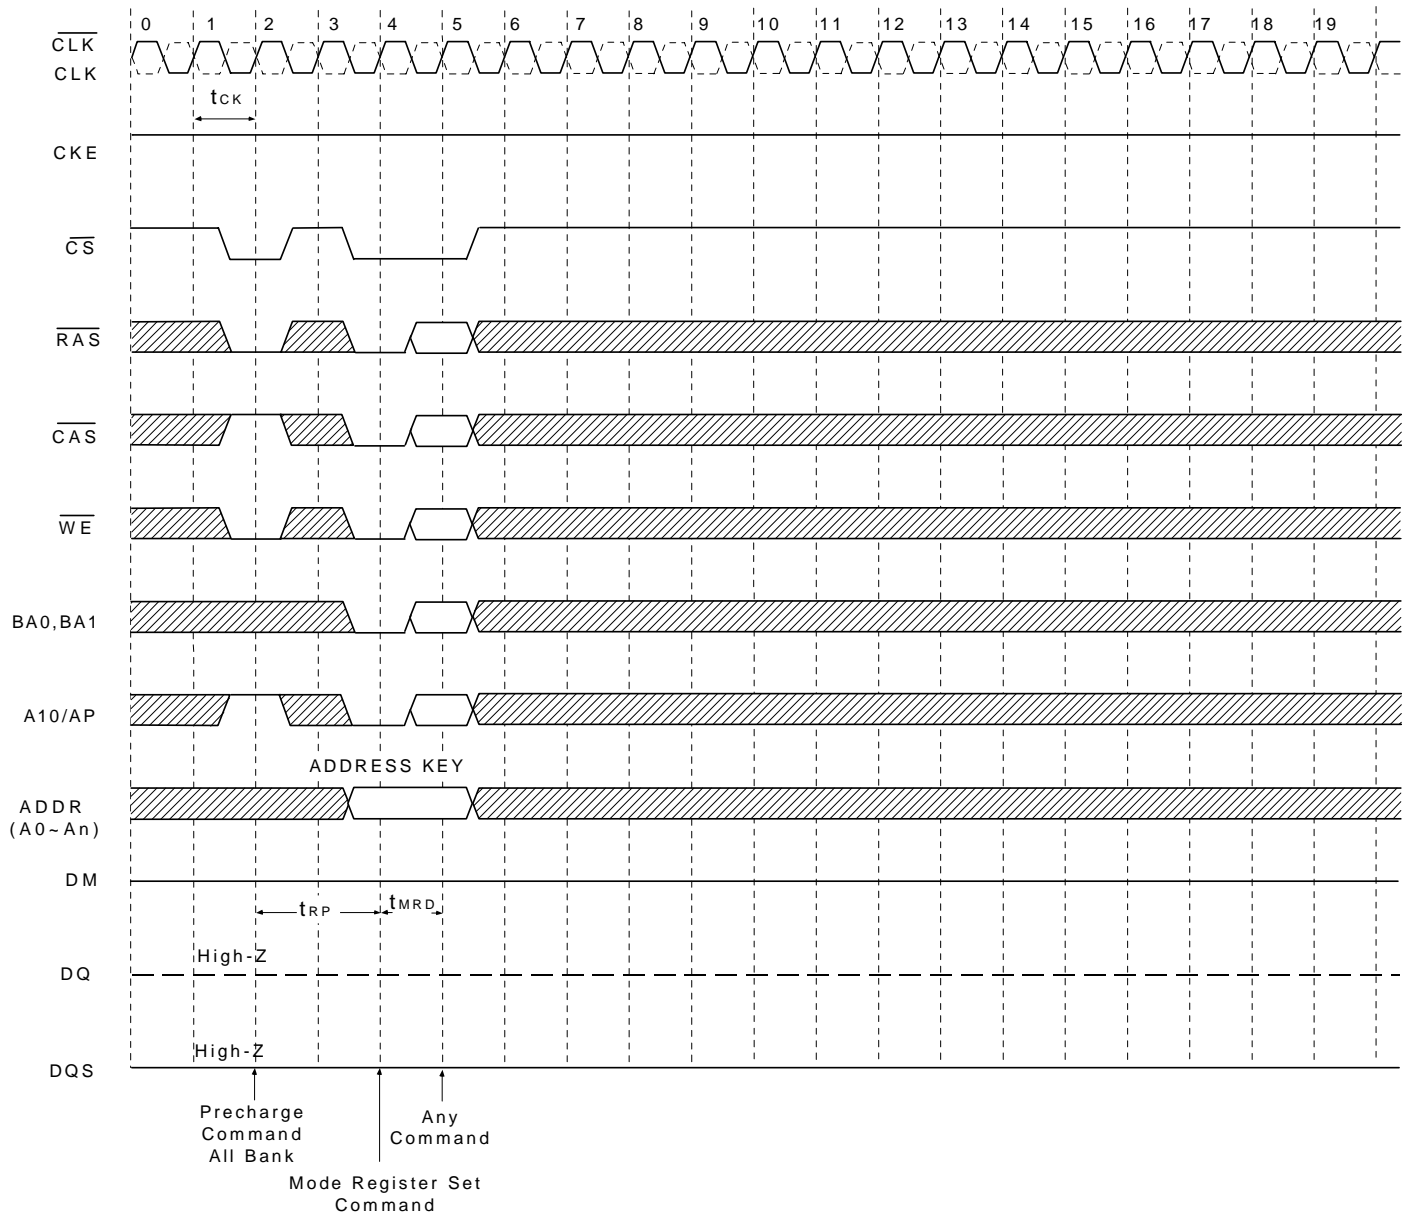 0 1 2 3 4 5 6 7 8 9 10 11 12 13 14 15 16 17 18 19
CLK
CLK
tCK
CKE
CS
RAS
CAS
WE
BA0,BA1
A10/AP
ADDRESS KEY
ADDR
(A0~An)
DM
tRP tMRD
High-Z
DQ
High-Z
DQS
Precharge
Command
All Bank
Any
Command
Mode Register Set
Command